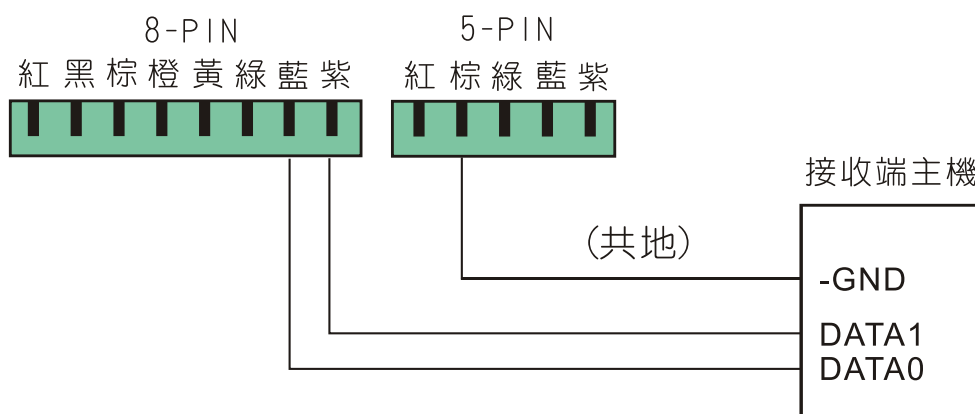 8-PIN
紅 黑 棕 橙 黃 綠 藍 紫
5-PIN
紅 棕 綠 藍 紫
接收端主機
(共地)
-GND
DATA1
DATA0